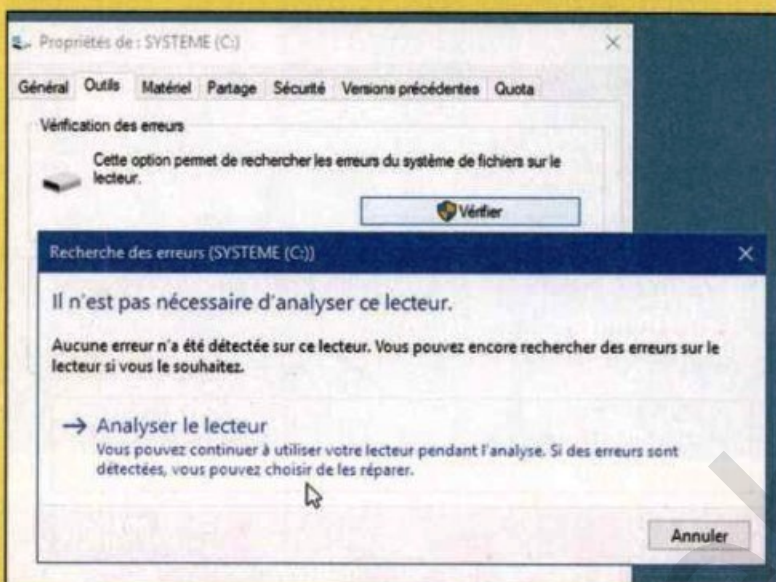 Propriétés de : SYSTEME (C:)
Général Outils Matériel Partage Sécurité Versions précédentes Quota
Vérification des erreurs
Cette option permet de rechercher les erreurs du système de fichiers sur le
lecteur.
Vérifier
Recherche des erreurs (SYSTEME (C:))
Il n'est pas nécessaire d'analyser ce lecteur.
Aucune erreur n'a été détectée sur ce lecteur. Vous pouvez encore rechercher des erreurs sur le
lecteur si vous le souhaitez.
→ Analyser le lecteur
Vous pouvez continuer à utiliser votre lecteur pendant l'analyse. Si des erreurs sont
détectées, vous pouvez choisir de les réparer.
Annuler